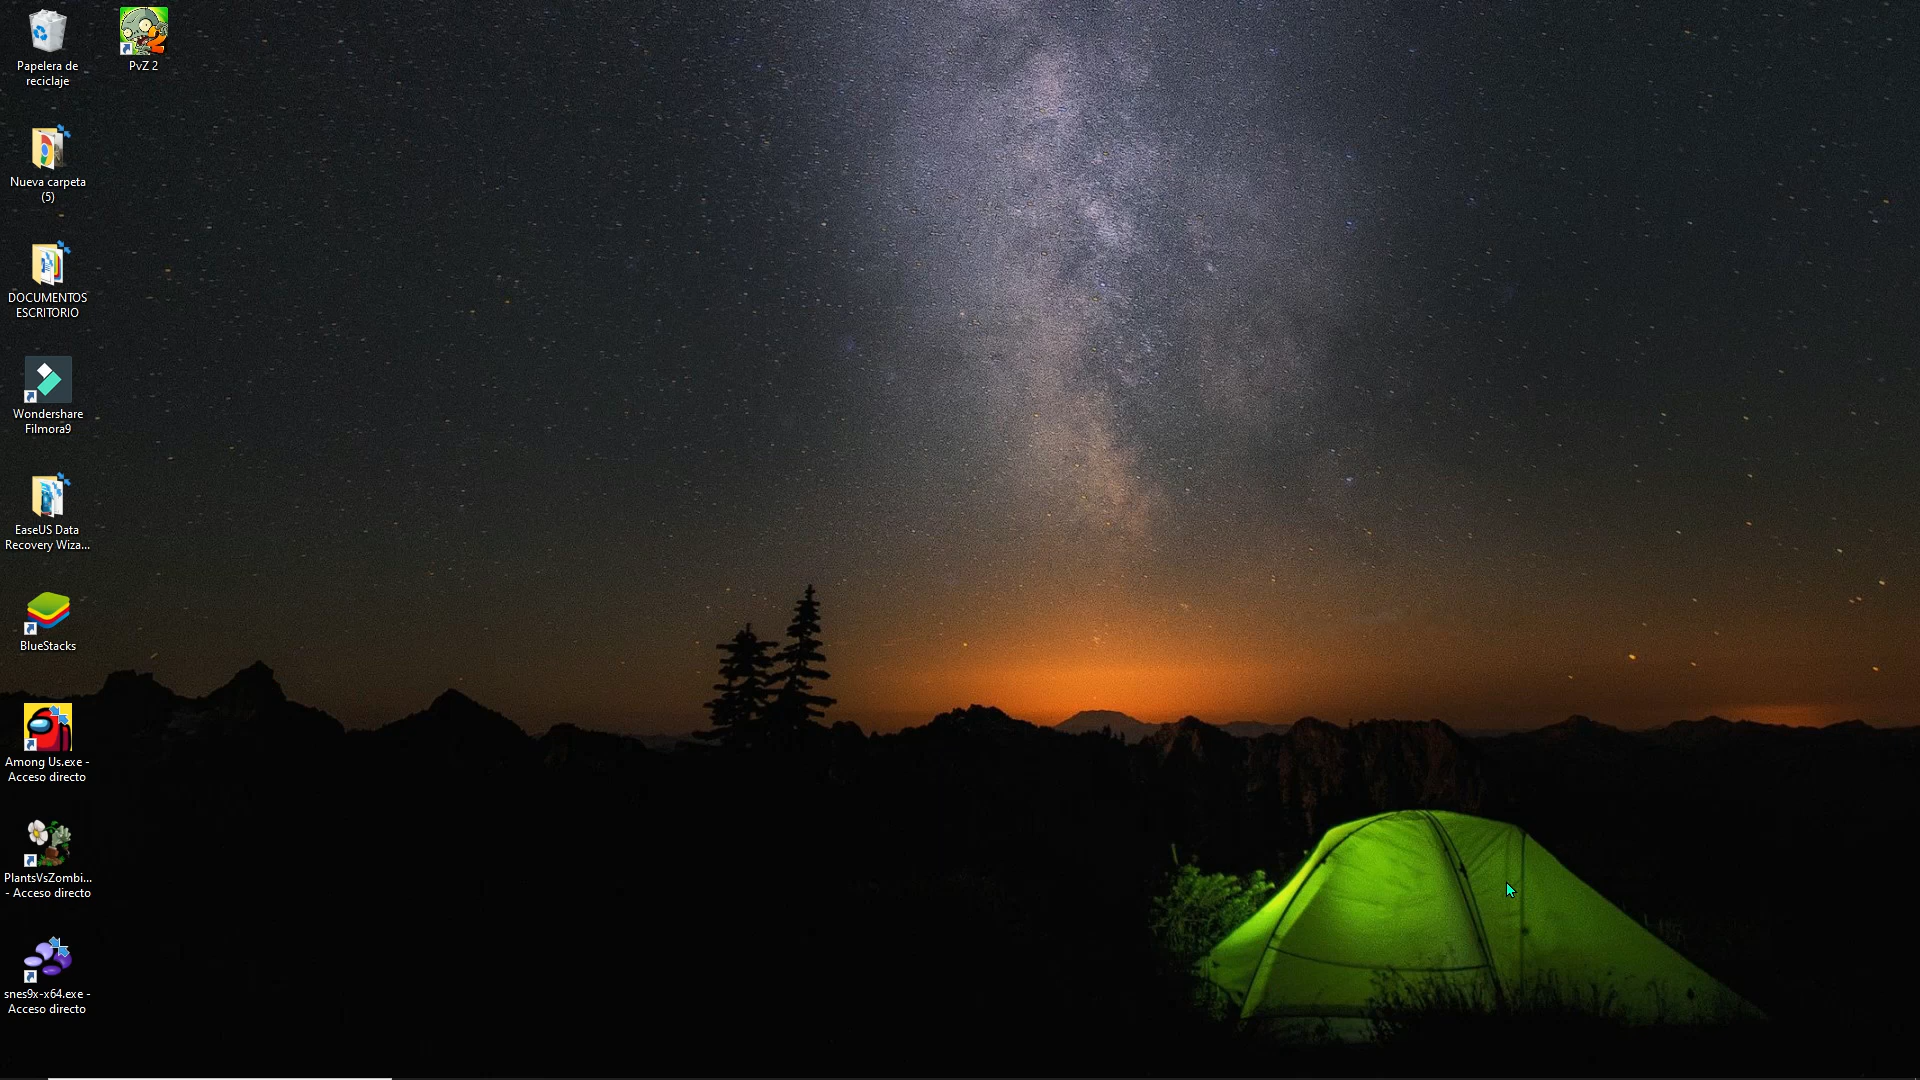 Papelera de
reciclaje
PvZ 2
Nueva carpeta
(5)
DOCUMENTOS
ESCRITORIO
Wondershare
Filmora9
EaseUS Data
Recovery Wiza...
BlueStacks
Among Us.exe -
Acceso directo
PlantsVsZombi...
- Acceso directo
snes9x-x64.exe -
Acceso directo